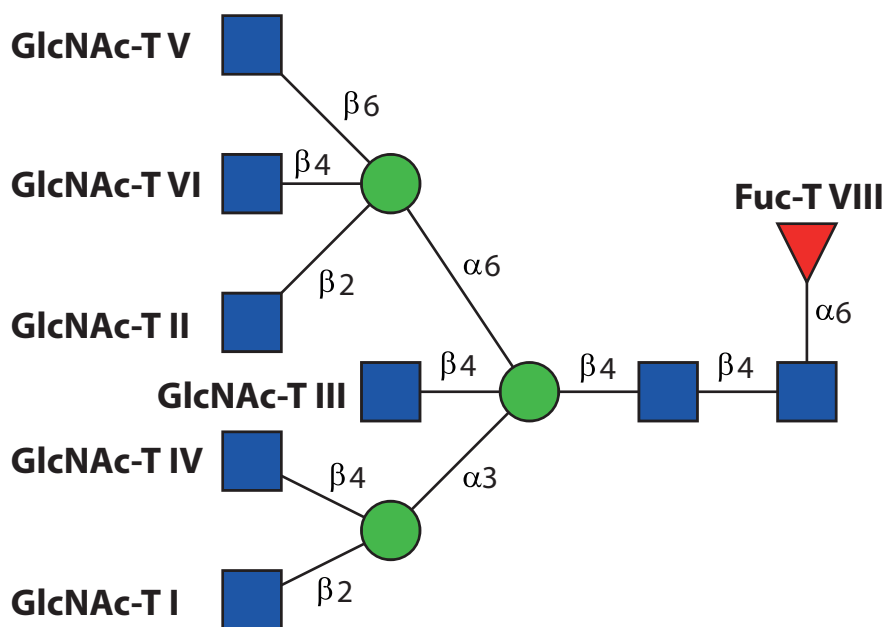 GlcNAc-T V
β6
GlcNAc-T VI
β4
Fuc-T VIII
β2
α6
α6
GlcNAc-T II
GlcNAc-T III
β4
β4
β4
GlcNAc-T IV
β4
α3
GlcNAc-T I
β2